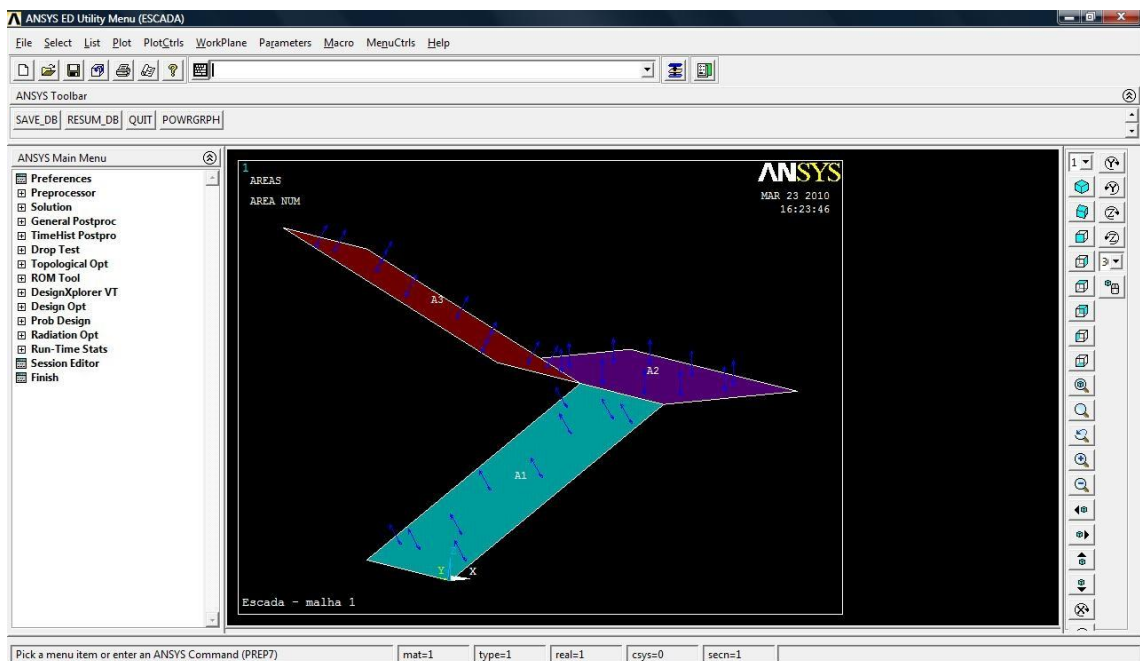 ANSYS ED Utility Menu (ESCADA)
File Select List Plot PlotCtrls WorkPlane Parameters Macro MenuCtrls Help
ANSYS Toolbar
SAVE_DB RESUM_DB QUIT POWRGRPH
ANSYS Main Menu
Preferences
Preprocessor
Solution
General Postproc
TimeHist Postpro
Drop Test
Topological Opt
ROM Tool
DesignXplorer VT
Design Opt
Prob Design
Radiation Opt
Run-Time Stats
Session Editor
Finish
1
AREAS
AREA NUM
ANSYS
MAR 23 2010
16:23:46
A3
A2
A1
Y X
Escada - malha 1
1
Pick a menu item or enter an ANSYS Command (PREP7) mat=1 type=1 real=1 csys=0 secn=1